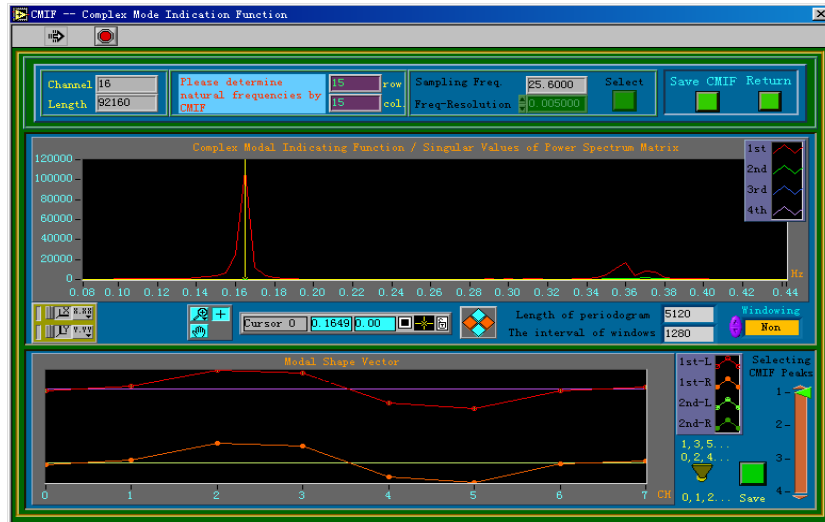 CMIF -- Complex Mode Indication Function
Channel 16
Length 92160
Please determine natural frequencies by CMIF
15 row
15 col.
Sampling Freq. 25.6000
Freq-Resolution 0.005000
Select
Save CMIF Return
Complex Modal Indicating Function / Singular Values of Power Spectrum Matrix
120000
100000
80000
60000
40000
20000
0
0.08 0.10 0.12 0.14 0.16 0.18 0.20 0.22 0.24 0.26 0.28 0.30 0.32 0.34 0.36 0.38 0.40 0.42 0.44
Hz
1st
2nd
3rd
4th
X X.XX
Y Y.YY
Cursor 0 0.1649 0.00
Length of periodogram 5120
The interval of windows 1280
Windowing
Non
Modal Shape Vector
0 1 2 3 4 5 6 7 CH
1st-L
1st-R
2nd-L
2nd-R
1,3,5...
0,2,4...
0,1,2... Save
Selecting
CMIF Peaks
1
2
3
4